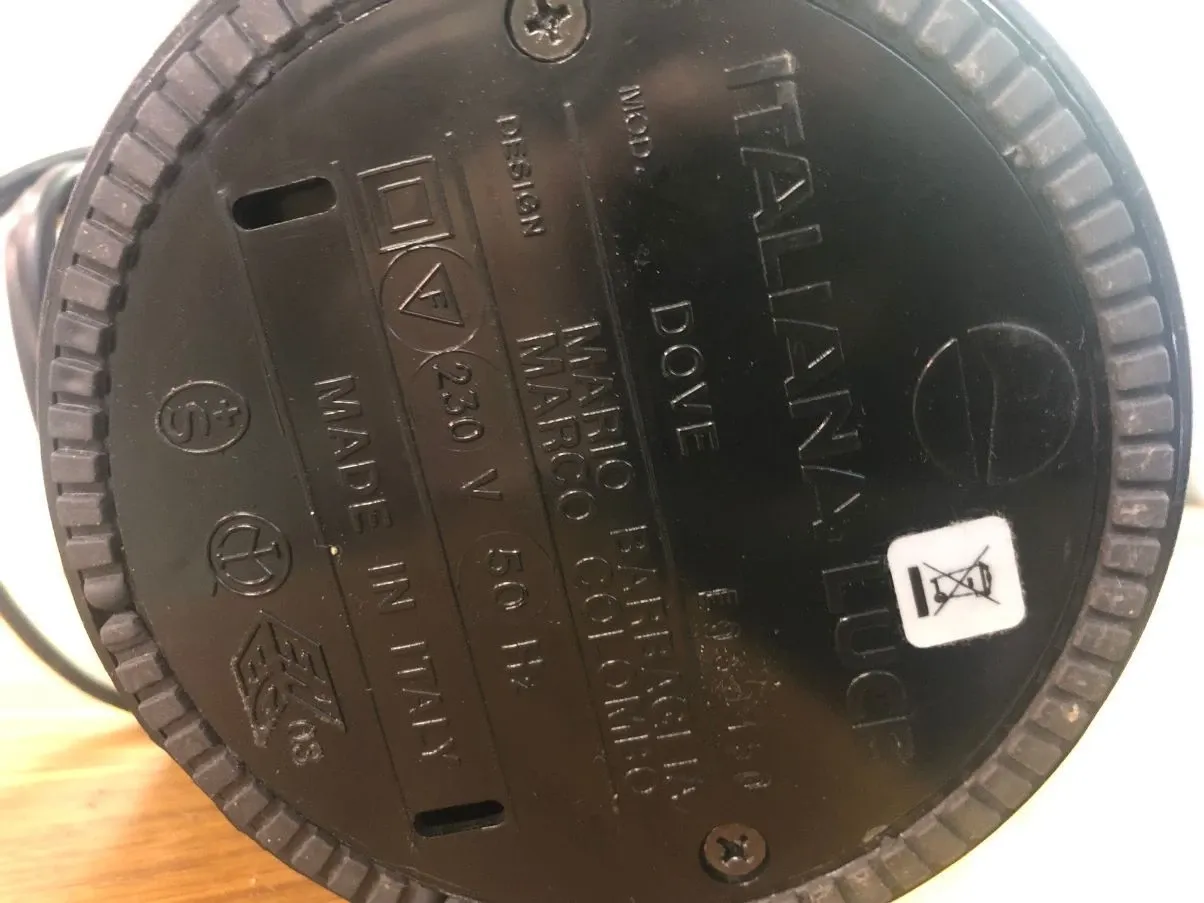 ITALIANA LUCE
MOD. DOVE
DESIGN MARIO BARBAGLIA
MARCO COLOMBO
F 230 V 50 Hz
MADE IN ITALY
+S